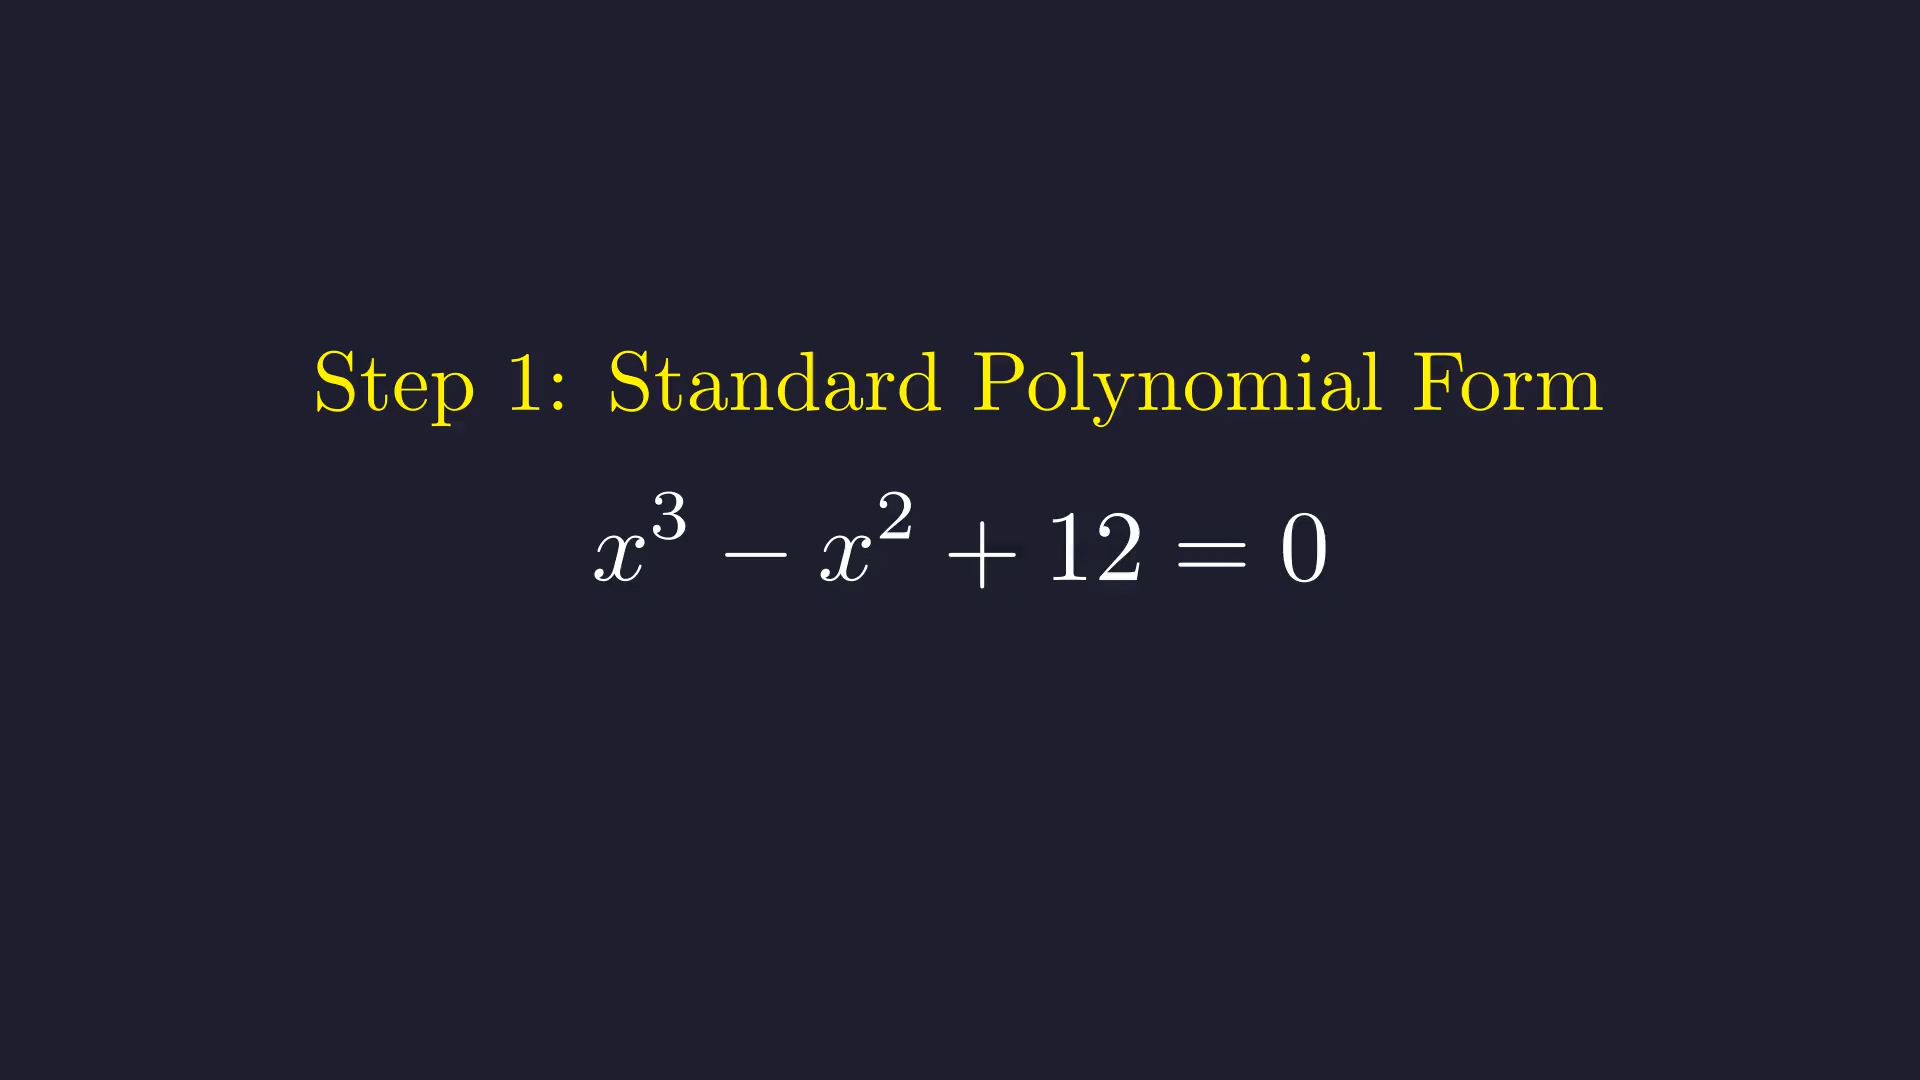 Step 1: Standard Polynomial Form
x³ − x² + 12 = 0